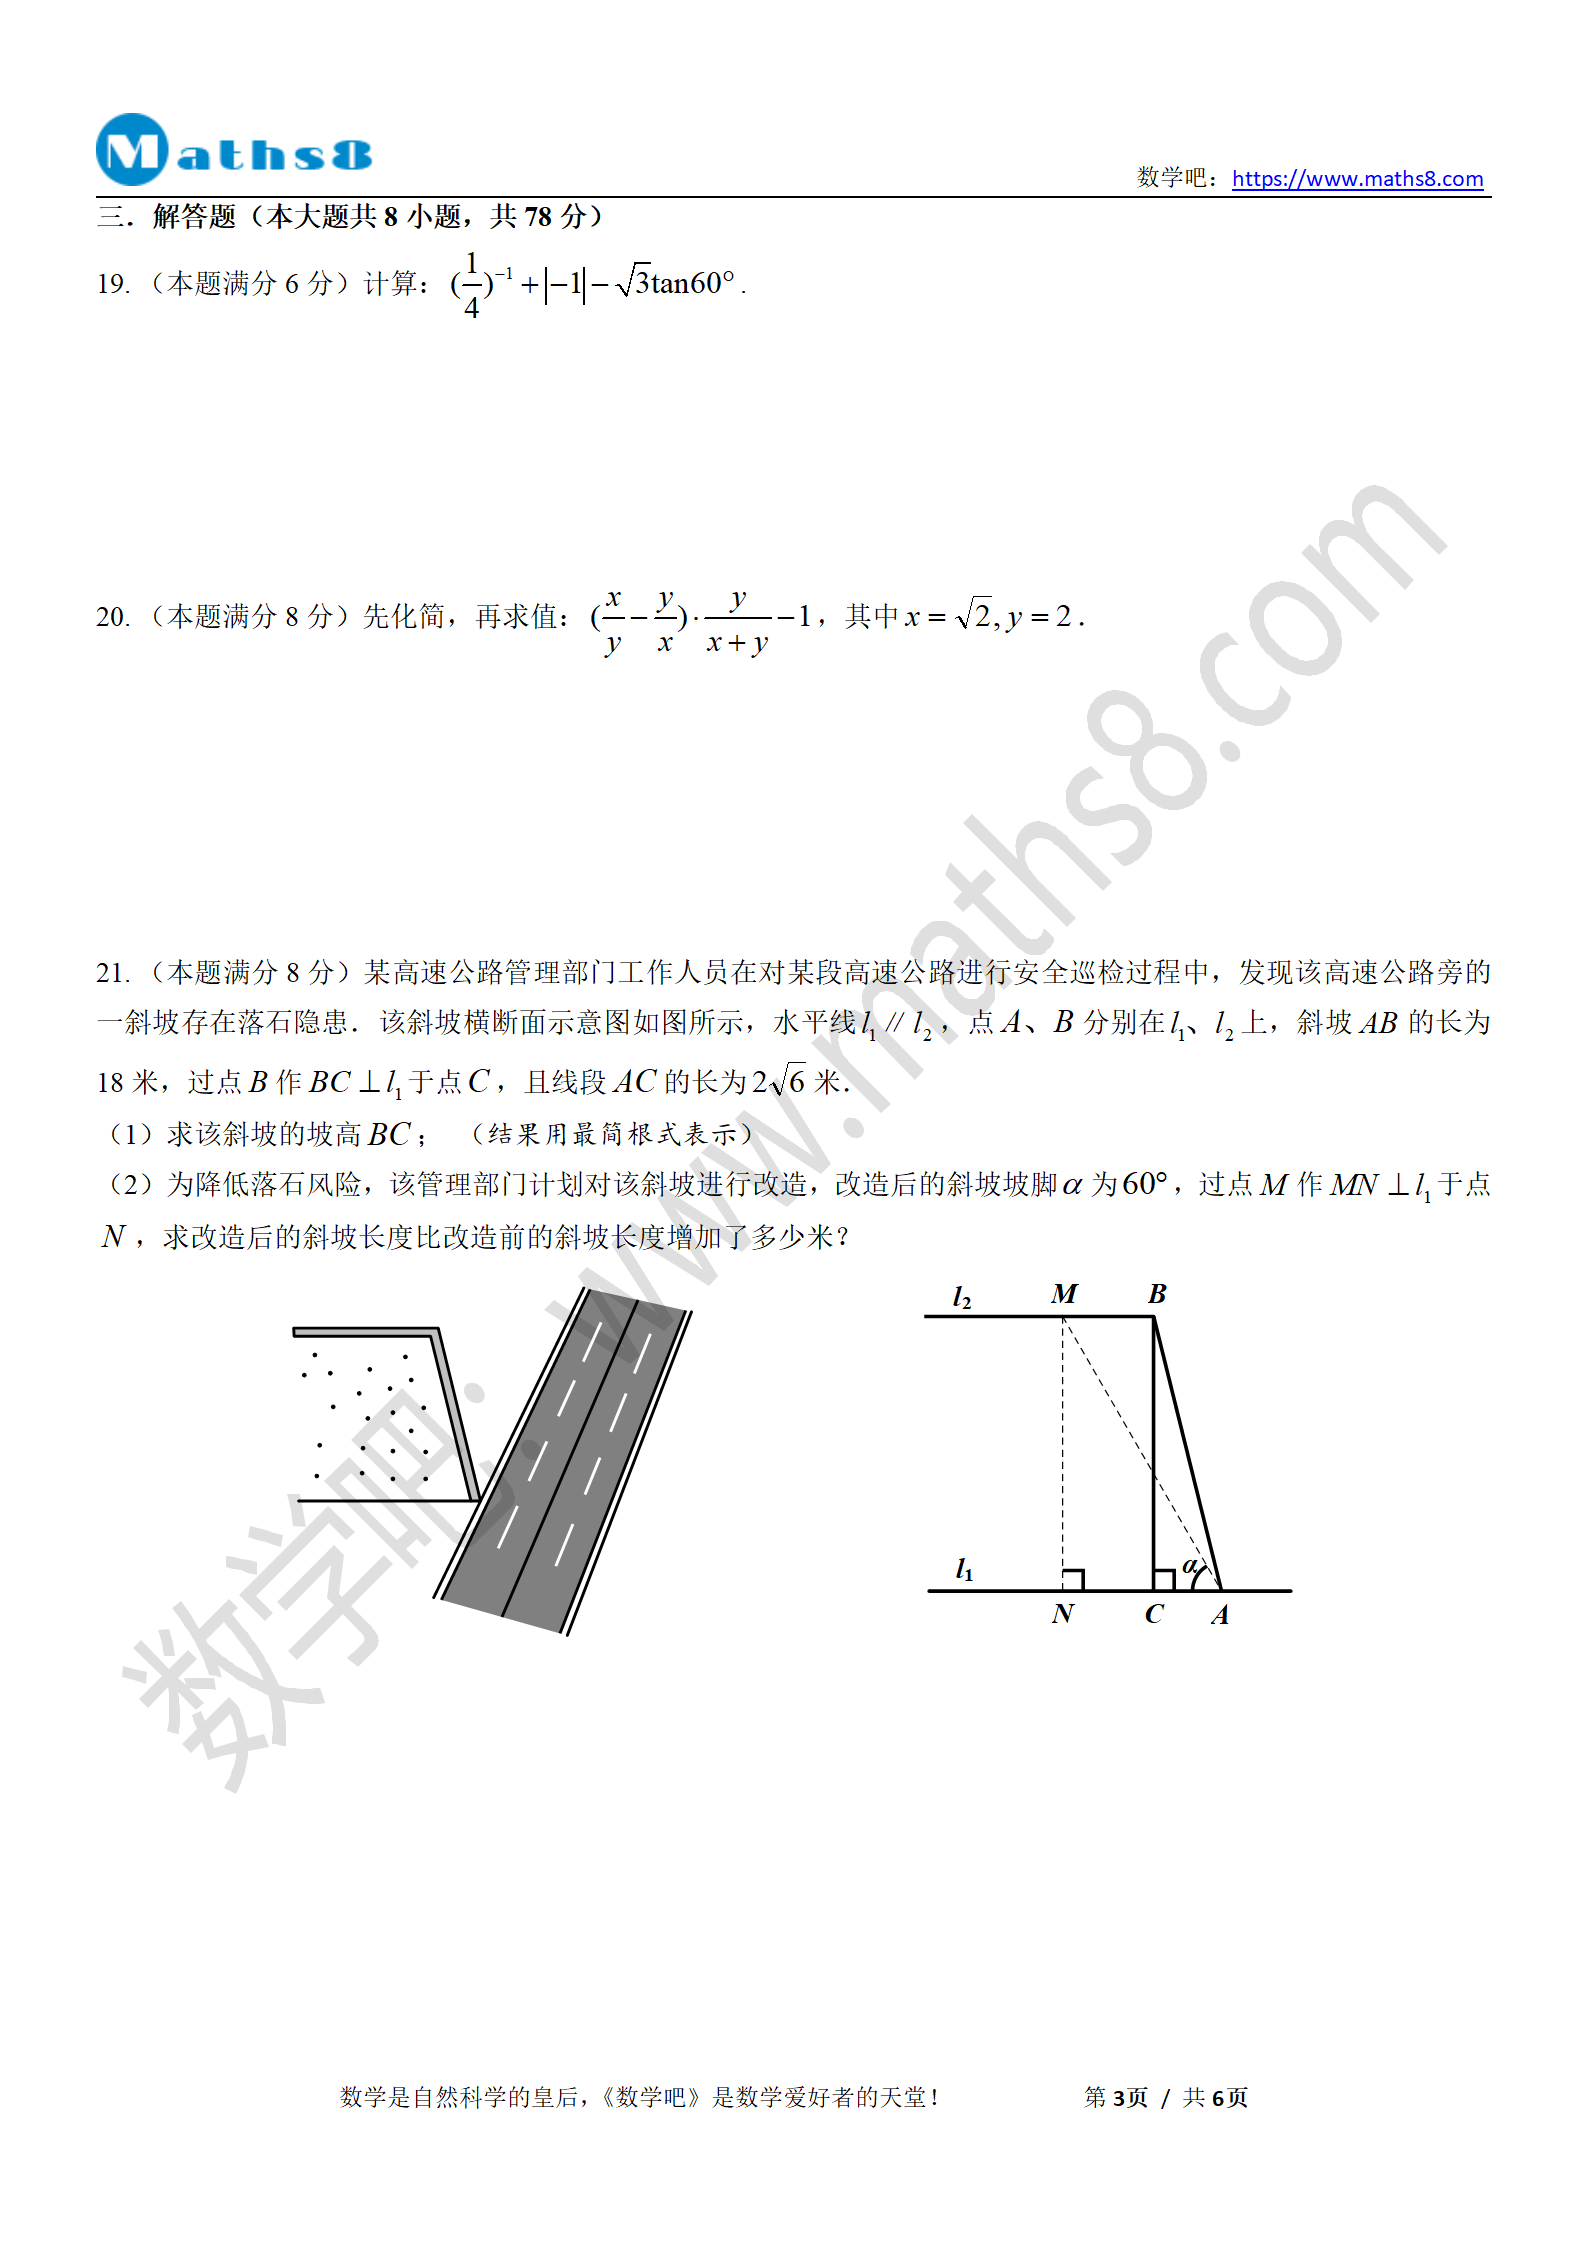 Maths8
数学吧：https://www.maths8.com
三．解答题（本大题共 8 小题，共 78 分）
19.（本题满分 6 分）计算：(1/4)⁻¹+|−1|−√3tan60°.
20.（本题满分 8 分）先化简，再求值：(x/y−y/x)·y/(x+y)−1，其中 x=√2,y=2.
21.（本题满分 8 分）某高速公路管理部门工作人员在对某段高速公路进行安全巡检过程中，发现该高速公路旁的
一斜坡存在落石隐患．该斜坡横断面示意图如图所示，水平线 l₁∥l₂，点 A、B 分别在 l₁、l₂ 上，斜坡 AB 的长为
18 米，过点 B 作 BC⊥l₁ 于点 C，且线段 AC 的长为 2√6 米．
（1）求该斜坡的坡高 BC；（结果用最简根式表示）
（2）为降低落石风险，该管理部门计划对该斜坡进行改造，改造后的斜坡坡脚 α 为 60°，过点 M 作 MN⊥l₁ 于点
N，求改造后的斜坡长度比改造前的斜坡长度增加了多少米？
l₂ M B
l₁ α
N C A
数学吧：www.maths8.com
数学是自然科学的皇后，《数学吧》是数学爱好者的天堂！ 第 3页 / 共 6页